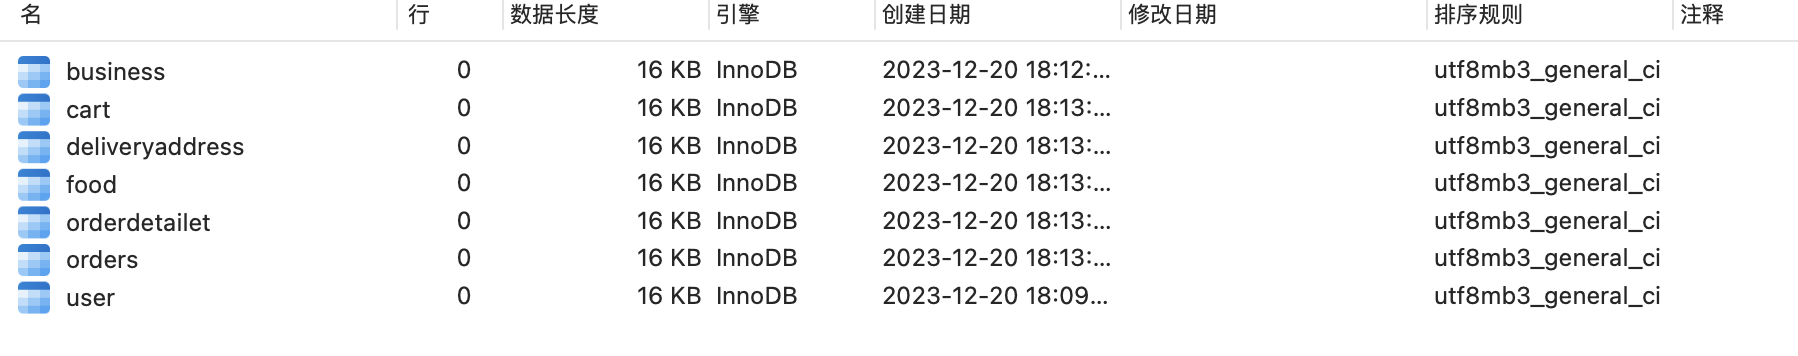 名 行 数据长度 引擎 创建日期 修改日期 排序规则 注释
business 0 16 KB InnoDB 2023-12-20 18:12:... utf8mb3_general_ci
cart 0 16 KB InnoDB 2023-12-20 18:13:... utf8mb3_general_ci
deliveryaddress 0 16 KB InnoDB 2023-12-20 18:13:... utf8mb3_general_ci
food 0 16 KB InnoDB 2023-12-20 18:13:... utf8mb3_general_ci
orderdetailet 0 16 KB InnoDB 2023-12-20 18:13:... utf8mb3_general_ci
orders 0 16 KB InnoDB 2023-12-20 18:13:... utf8mb3_general_ci
user 0 16 KB InnoDB 2023-12-20 18:09... utf8mb3_general_ci